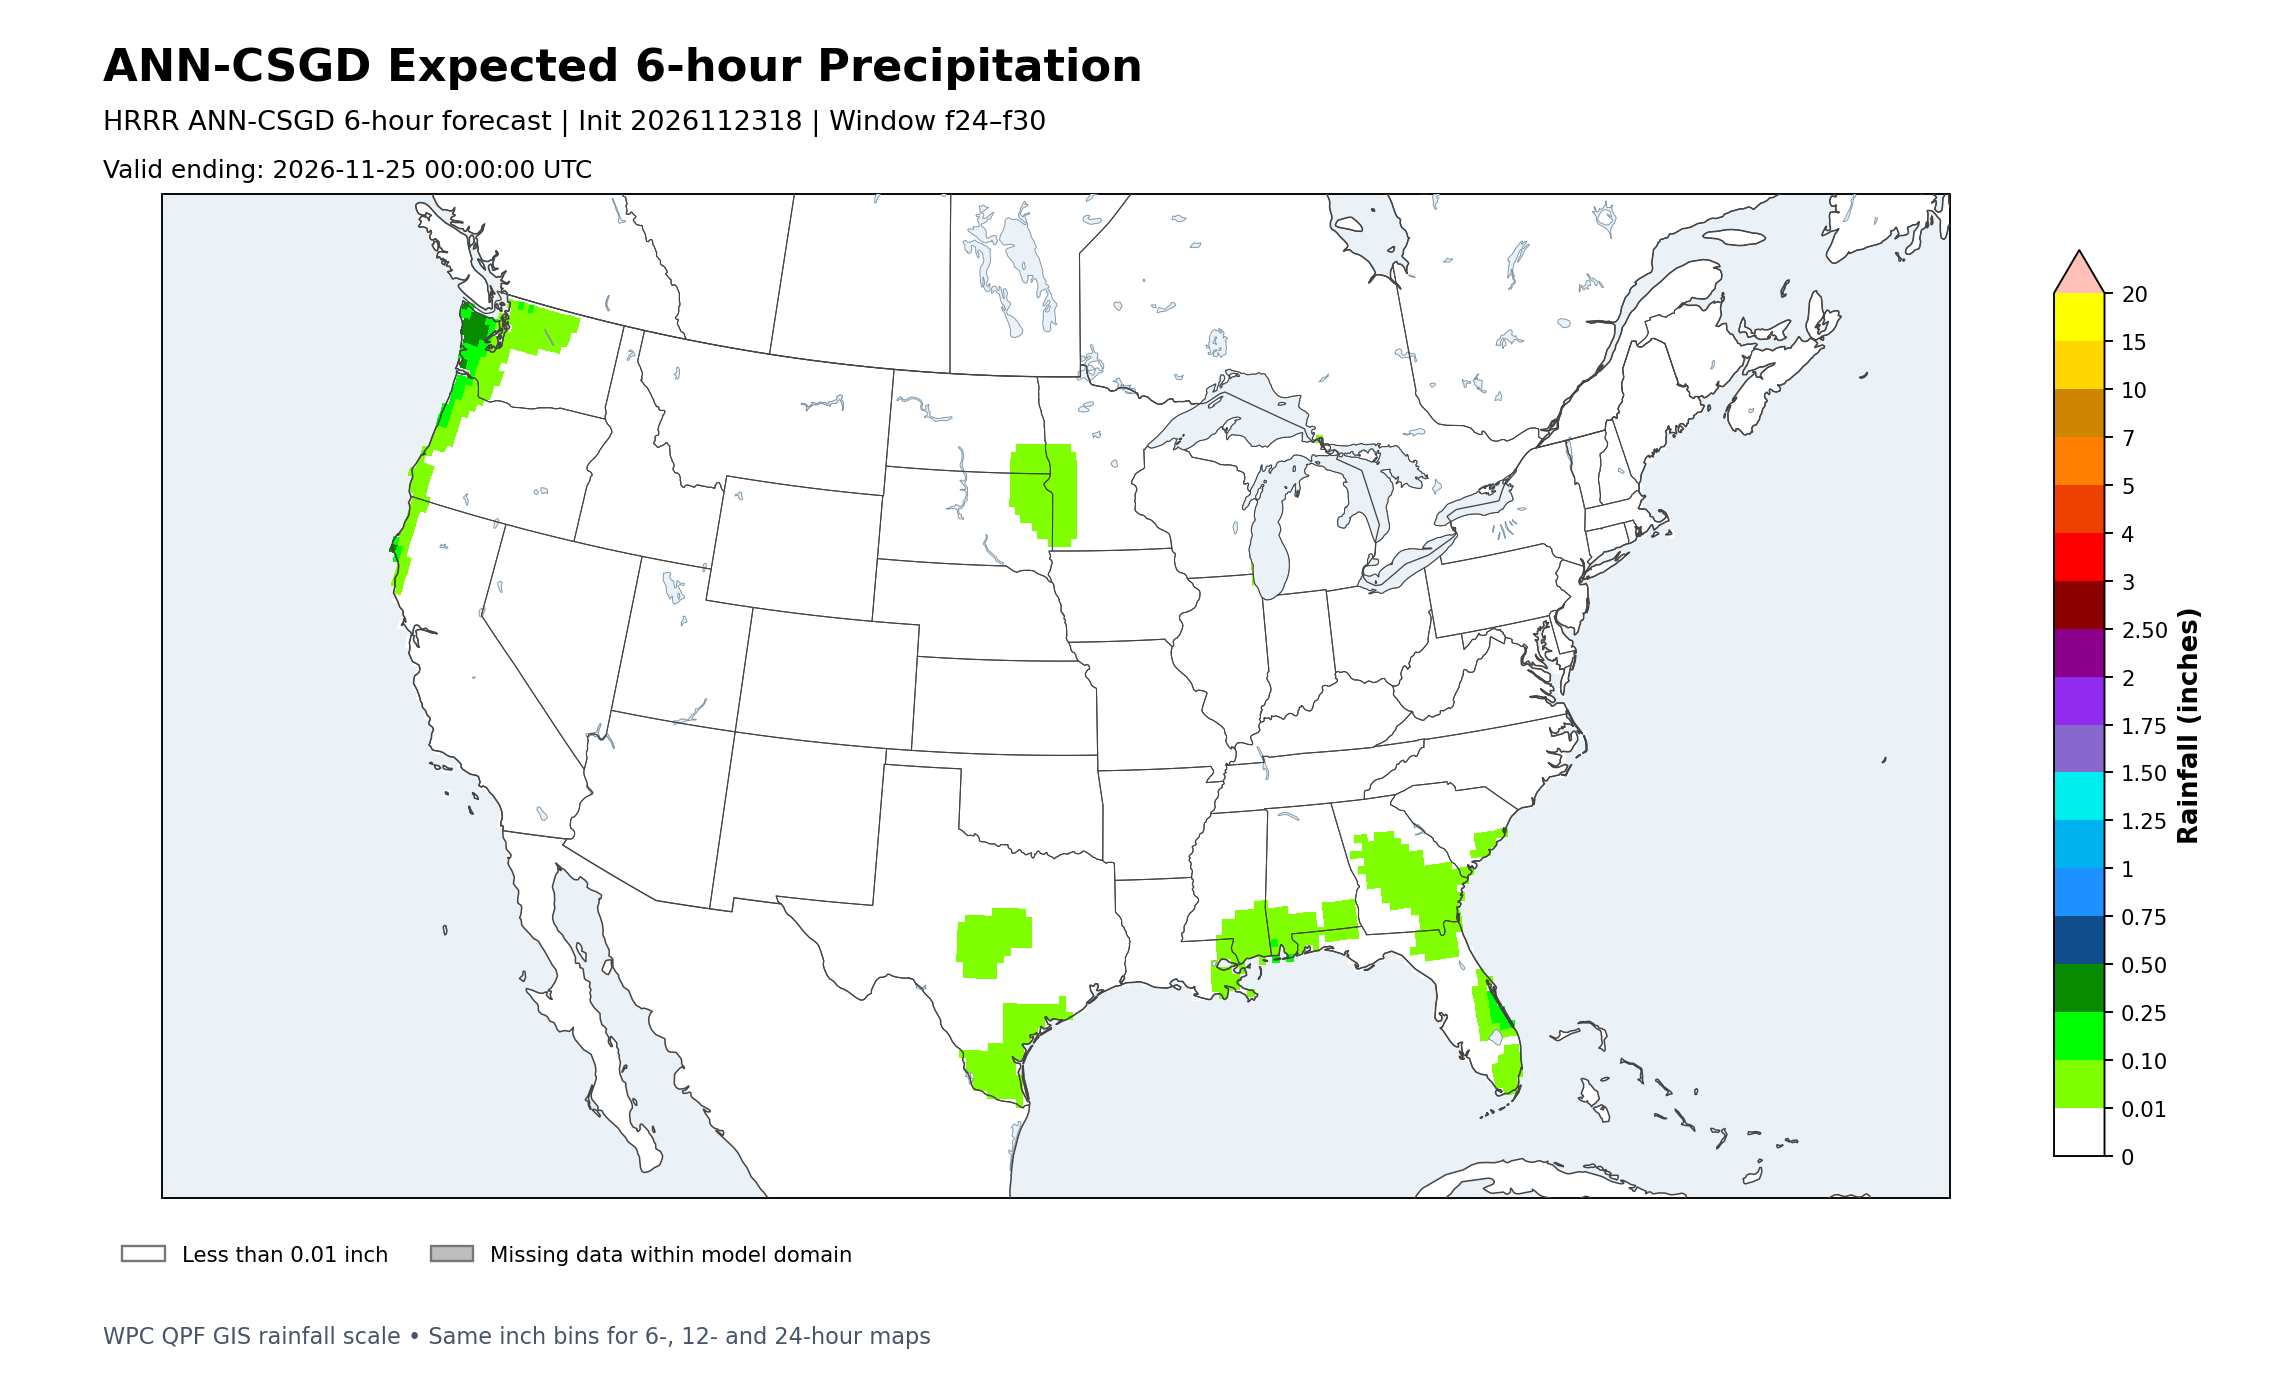 ANN-CSGD Expected 6-hour Precipitation
HRRR ANN-CSGD 6-hour forecast | Init 2026112318 | Window f24–f30
Valid ending: 2026-11-25 00:00:00 UTC
20
15
10
7
5
4
3
2.50
2
1.75
1.50
1.25
1
0.75
0.50
0.25
0.10
0.01
0
Rainfall (inches)
Less than 0.01 inch
Missing data within model domain
WPC QPF GIS rainfall scale • Same inch bins for 6-, 12- and 24-hour maps